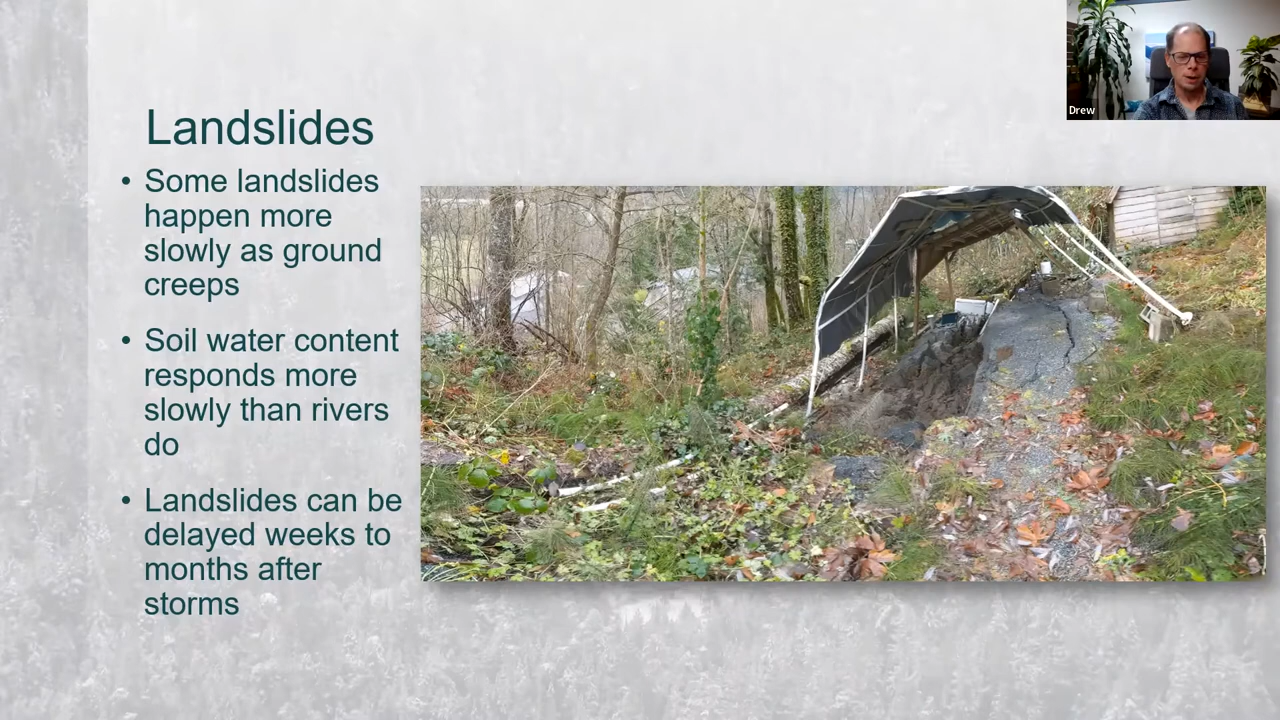 Landslides
• Some landslides
happen more
slowly as ground
creeps
• Soil water content
responds more
slowly than rivers
do
• Landslides can be
delayed weeks to
months after
storms
Drew